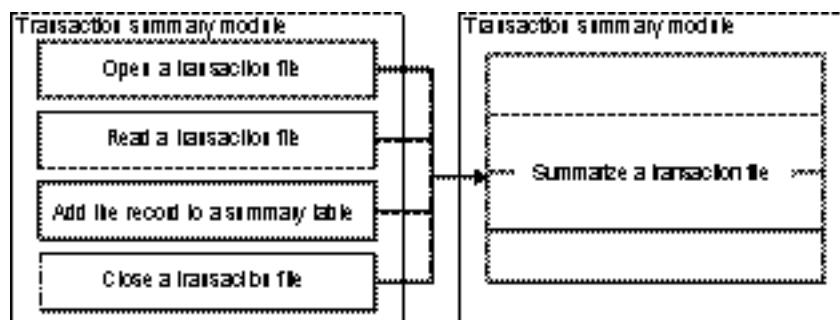 Transaction summary module
Open a transaction file
Read a transaction file
Add the record to a summary table
Close a transaction file
Transaction summary module
Summarize a transaction file